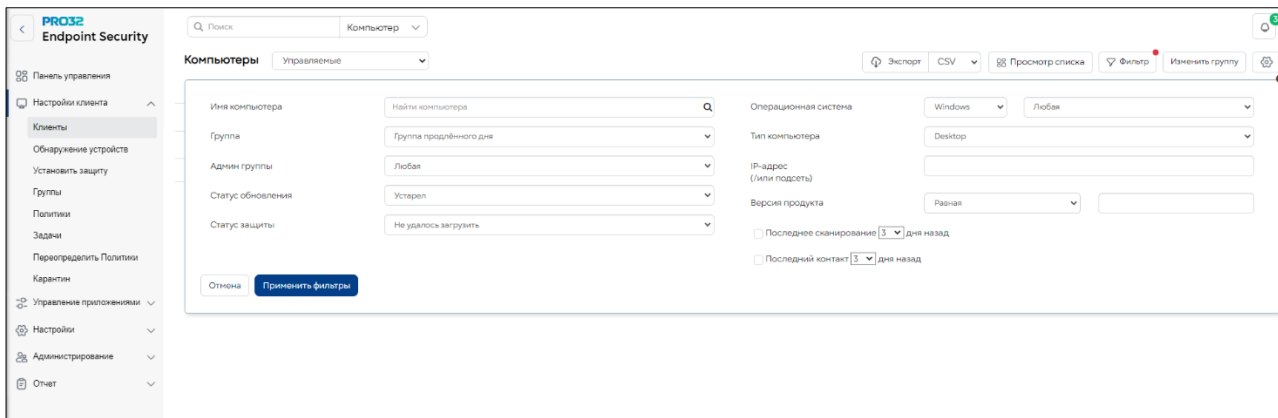 PRO32
Endpoint Security
Панель управления
Настройки клиента
Клиенты
Обнаружение устройств
Установить защиту
Группы
Политики
Задачи
Переопределить Политики
Карантин
Управление приложениями
Настройки
Администрирование
Отчет
Поиск Компьютер
3
Компьютеры Управляемые Экспорт CSV Просмотр списка Фильтр Изменить группу
Имя компьютера Найти компьютера
Группа Группа продлённого дня
Админ группы Любая
Статус обновления Устарел
Статус защиты Не удалось загрузить
Операционная система Windows Любая
Тип компьютера Desktop
IP-адрес
(/или подсеть)
Версия продукта Равная
Последнее сканирование 3 дня назад
Последний контакт 3 дня назад
Отмена Применить фильтры